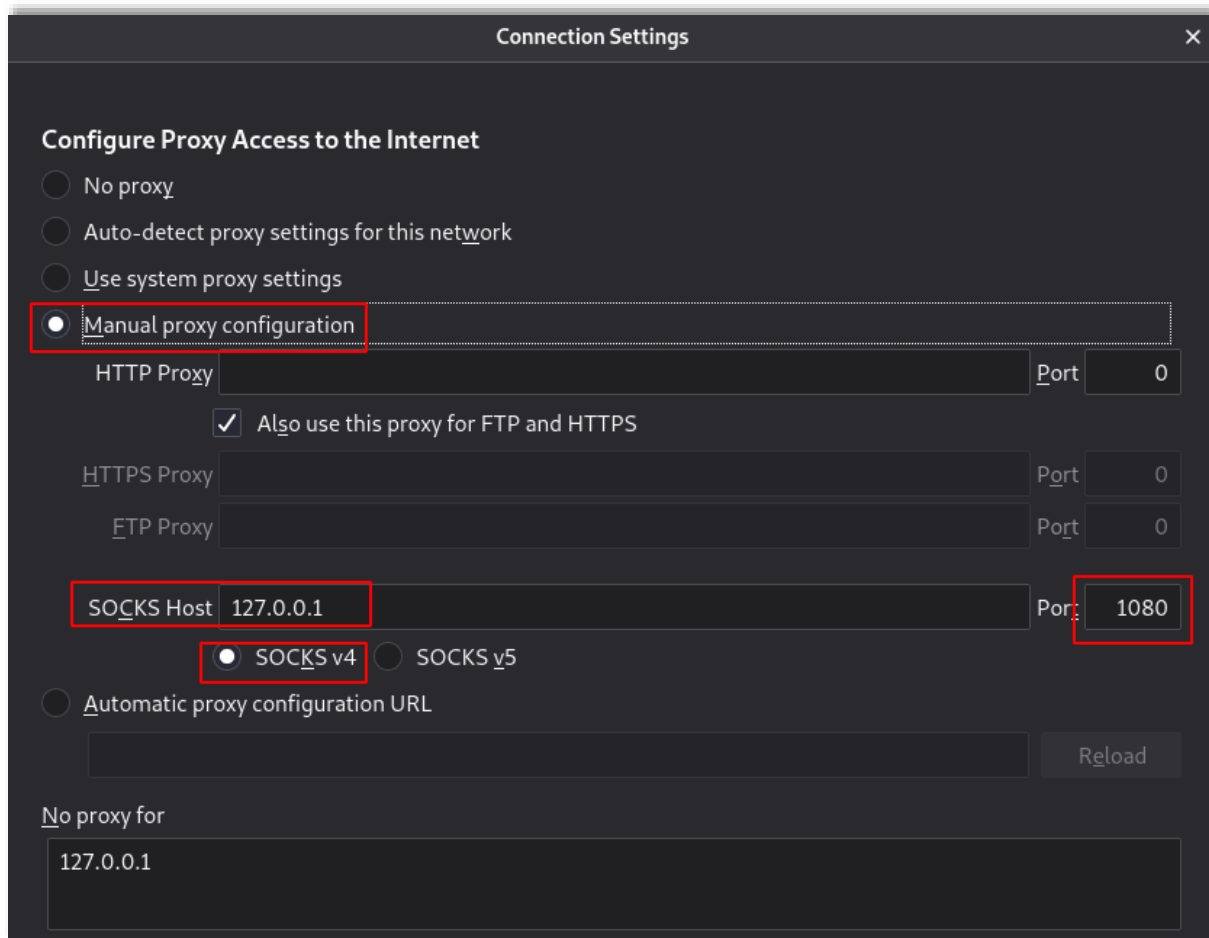 Connection Settings ×
Configure Proxy Access to the Internet
No proxy
Auto-detect proxy settings for this network
Use system proxy settings
Manual proxy configuration
HTTP Proxy Port 0
Also use this proxy for FTP and HTTPS
HTTPS Proxy Port 0
FTP Proxy Port 0
SOCKS Host 127.0.0.1 Port 1080
SOCKS v4 SOCKS v5
Automatic proxy configuration URL
Reload
No proxy for
127.0.0.1